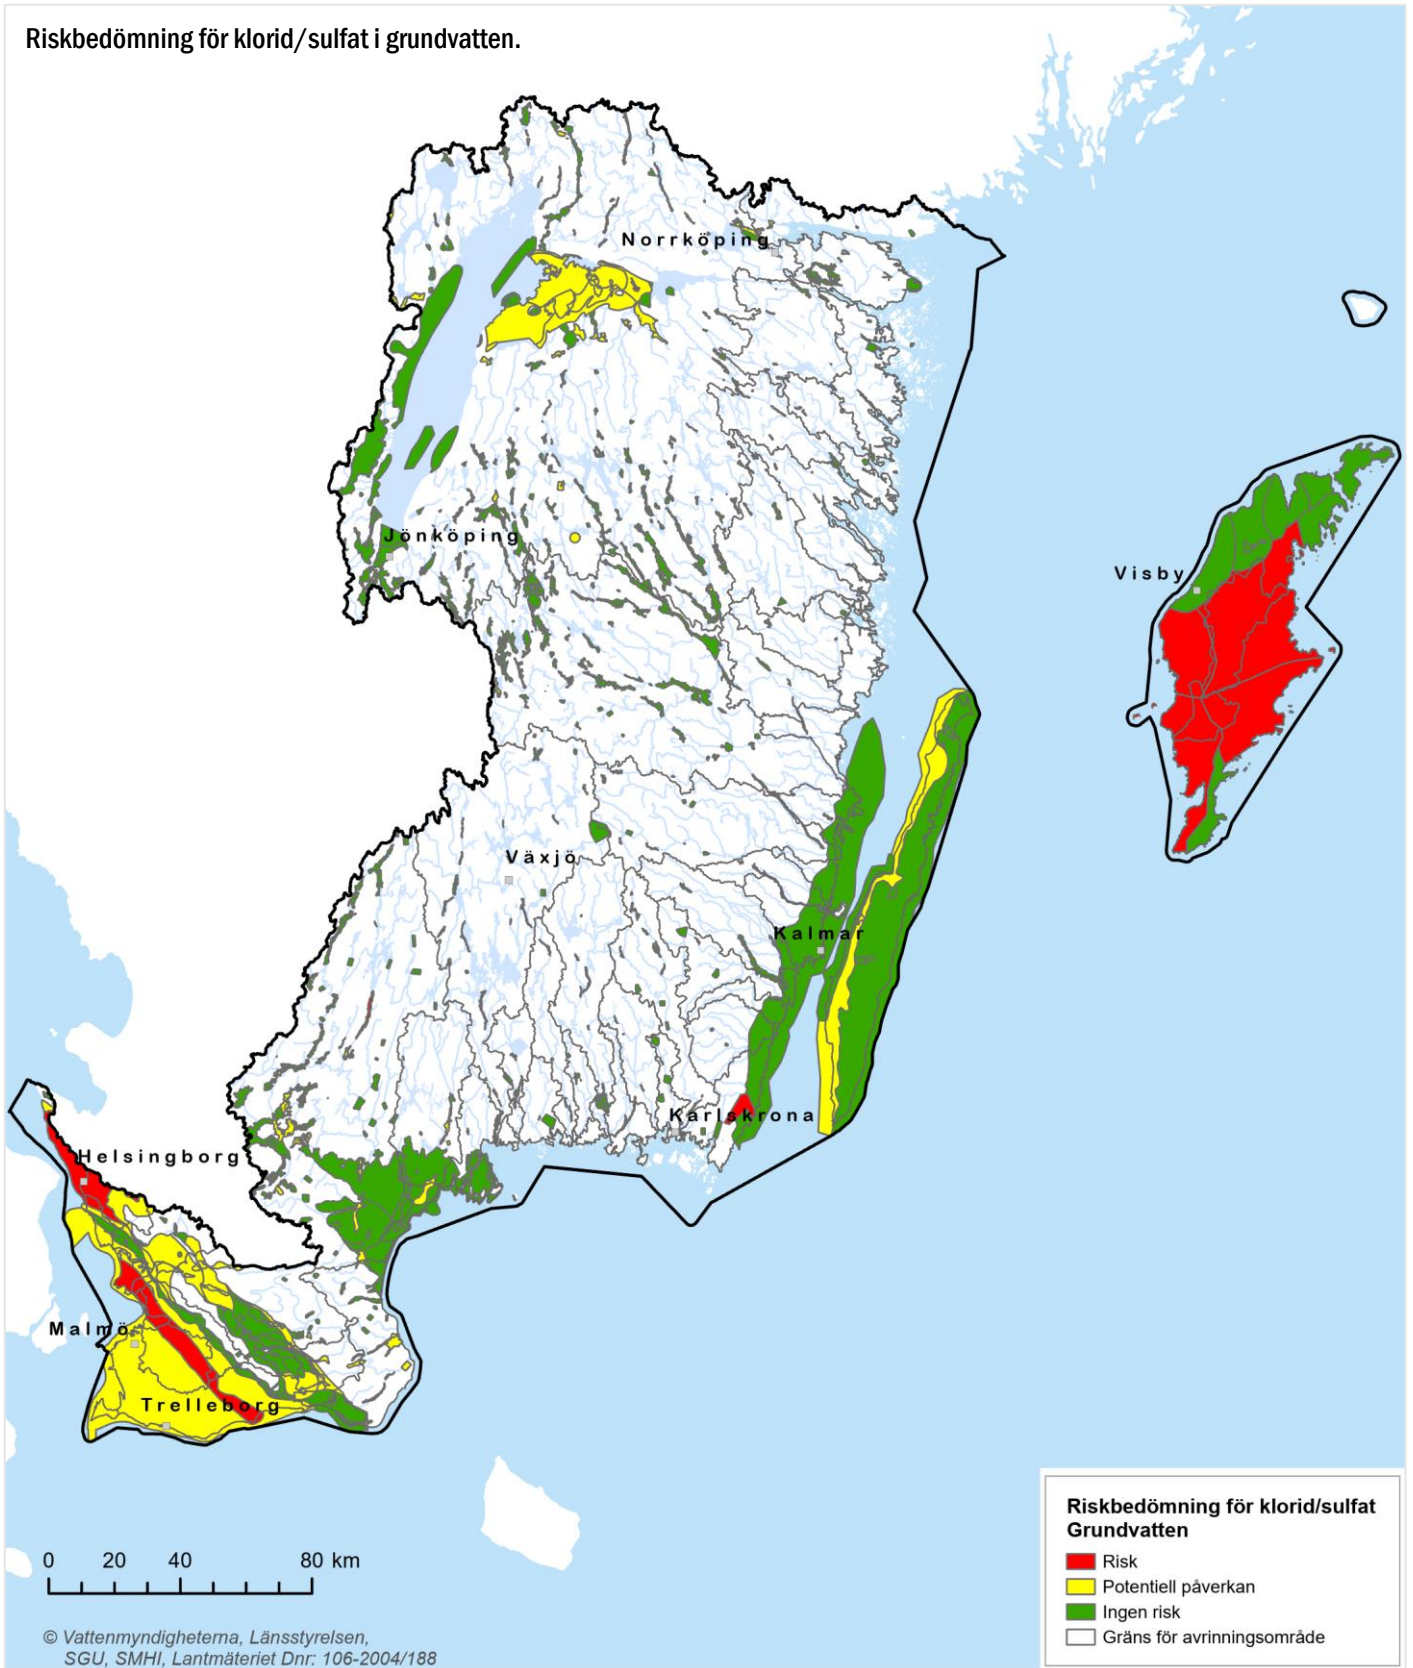 Riskbedömning för klorid/sulfat i grundvatten.
Norrköping
Jönköping
Visby
Växjö
Kalmar
Karlskrona
Helsingborg
Malmö
Trelleborg
0 20 40 80 km
© Vattenmyndigheterna, Länsstyrelsen,
SGU, SMHI, Lantmäteriet Dnr: 106-2004/188
Riskbedömning för klorid/sulfat
Grundvatten
Risk
Potentiell påverkan
Ingen risk
Gräns för avrinningsområde